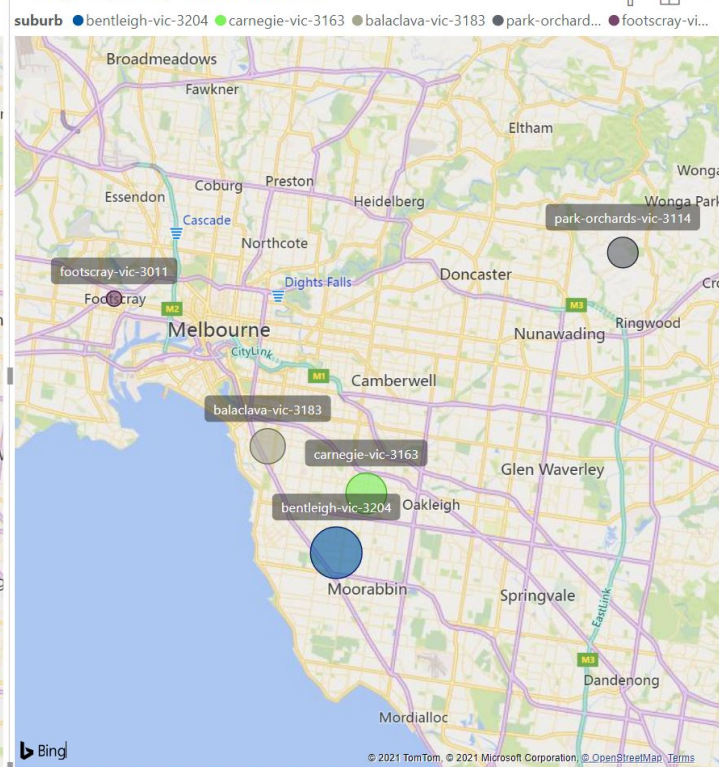 suburb bentleigh-vic-3204 carnegie-vic-3163 balaclava-vic-3183 park-orchard... footscray-vi...
Broadmeadows
Fawkner
Eltham
Wonga
Coburg
Preston
Essendon
Heidelberg
Wonga Park
park-orchards-vic-3114
Cascade
Northcote
footscray-vic-3011
Doncaster
Dights Falls
Footscray
M2
M3
Ringwood
Melbourne
Nunawading
CityLink
M1
Camberwell
balaclava-vic-3183
carnegie-vic-3163
Glen Waverley
bentleigh-vic-3204
Oakleigh
Moorabbin
Springvale
EastLink
M3
Dandenong
Mordialloc
Bing
© 2021 TomTom, © 2021 Microsoft Corporation, © OpenStreetMap Terms